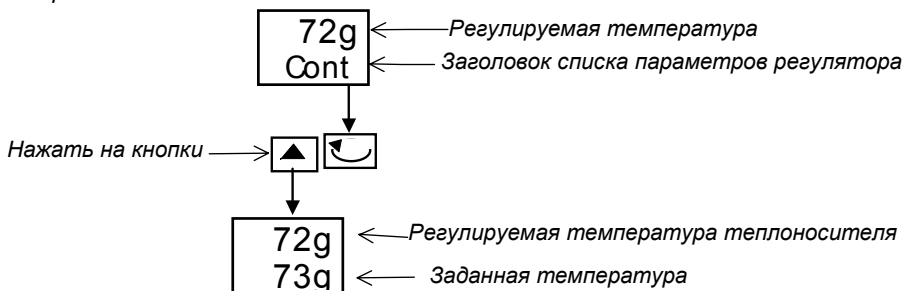 72g
Регулируемая температура
Cont
Заголовок списка параметров регулятора
Нажать на кнопки
72g
Регулируемая температура теплоносителя
73g
Заданная температура